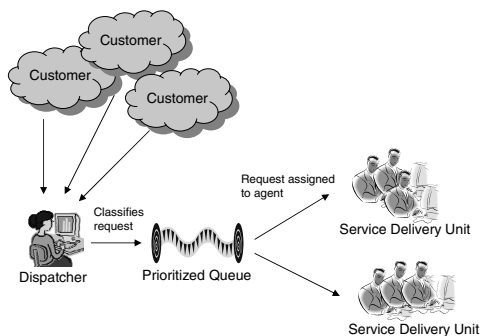 Customer
Customer
Customer
Request assigned
to agent
Classifies
request
Service Delivery Unit
Dispatcher
Prioritized Queue
Service Delivery Unit